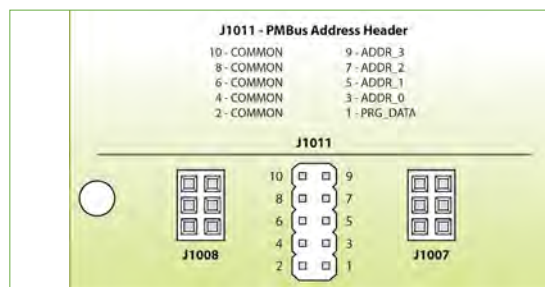 J1011 - PMBus Address Header
10 - COMMON 9 - ADDR_3
8 - COMMON 7 - ADDR_2
6 - COMMON 5 - ADDR_1
4 - COMMON 3 - ADDR_0
2 - COMMON 1 - PRG_DATA
J1011
10 9
8 7
6 5
4 3
2 1
J1008 J1007